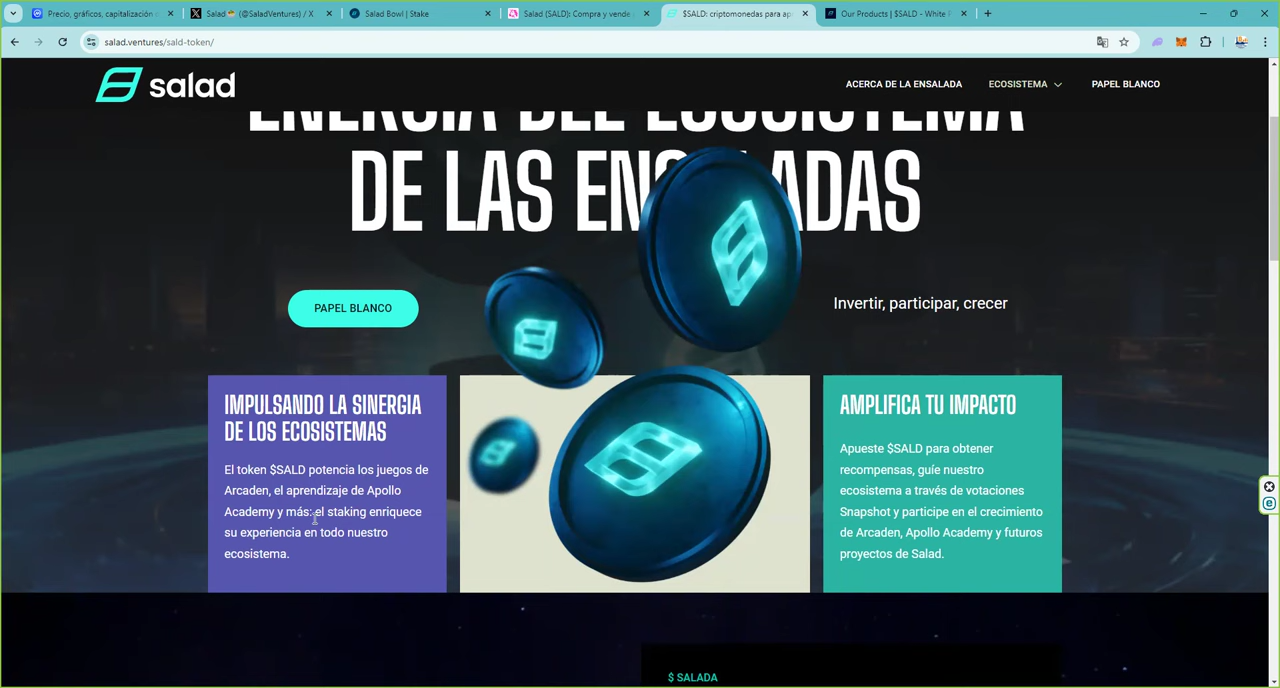 Precio, gráficos, capitalización
Salad (@SaladVentures) / X
Salad Bowl | Stake
Salad (SALD): Compra y vende
$SALD: criptomonedas para ap
Our Products | $SALD - White
salad.ventures/sald-token/
salad
ACERCA DE LA ENSALADA
ECOSISTEMA
PAPEL BLANCO
ENERGÍA DEL ECOSISTEMA
DE LAS ENSALADAS
PAPEL BLANCO
Invertir, participar, crecer
IMPULSANDO LA SINERGIA
DE LOS ECOSISTEMAS
El token $SALD potencia los juegos de
Arcaden, el aprendizaje de Apollo
Academy y más: el staking enriquece
su experiencia en todo nuestro
ecosistema.
AMPLIFICA TU IMPACTO
Apueste $SALD para obtener
recompensas, guíe nuestro
ecosistema a través de votaciones
Snapshot y participe en el crecimiento
de Arcaden, Apollo Academy y futuros
proyectos de Salad.
$ SALADA